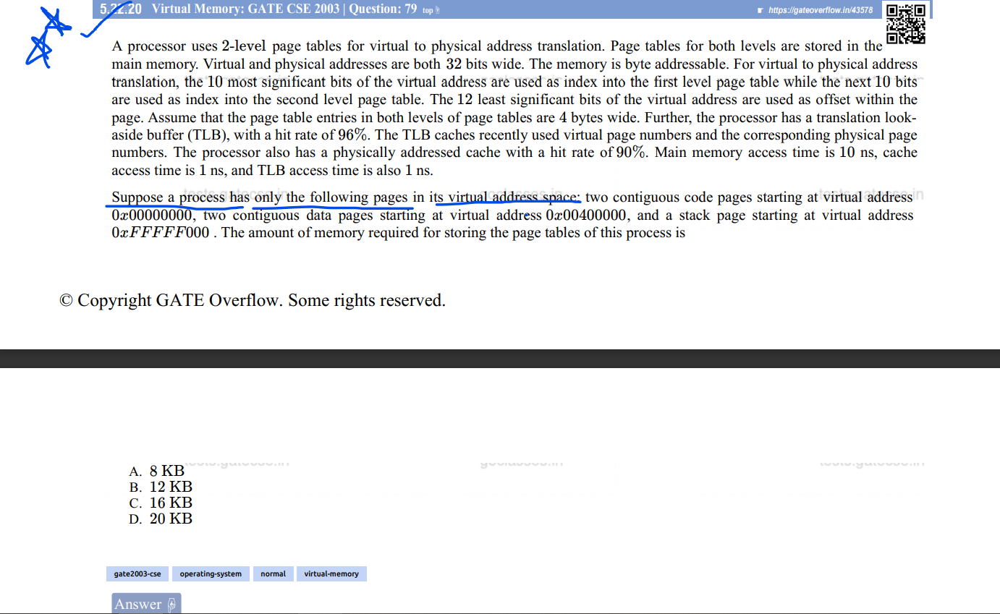 5.22.20 Virtual Memory: GATE CSE 2003 | Question: 79 top
https://gateoverflow.in/43578
A processor uses 2-level page tables for virtual to physical address translation. Page tables for both levels are stored in the
main memory. Virtual and physical addresses are both 32 bits wide. The memory is byte addressable. For virtual to physical address
translation, the 10 most significant bits of the virtual address are used as index into the first level page table while the next 10 bits
are used as index into the second level page table. The 12 least significant bits of the virtual address are used as offset within the
page. Assume that the page table entries in both levels of page tables are 4 bytes wide. Further, the processor has a translation look-
aside buffer (TLB), with a hit rate of 96%. The TLB caches recently used virtual page numbers and the corresponding physical page
numbers. The processor also has a physically addressed cache with a hit rate of 90%. Main memory access time is 10 ns, cache
access time is 1 ns, and TLB access time is also 1 ns.
Suppose a process has only the following pages in its virtual address space: two contiguous code pages starting at virtual address
0x00000000, two contiguous data pages starting at virtual address 0x00400000, and a stack page starting at virtual address
0xFFFFF000 . The amount of memory required for storing the page tables of this process is
© Copyright GATE Overflow. Some rights reserved.
A. 8 KB
B. 12 KB
C. 16 KB
D. 20 KB
gate2003-cse operating-system normal virtual-memory
Answer